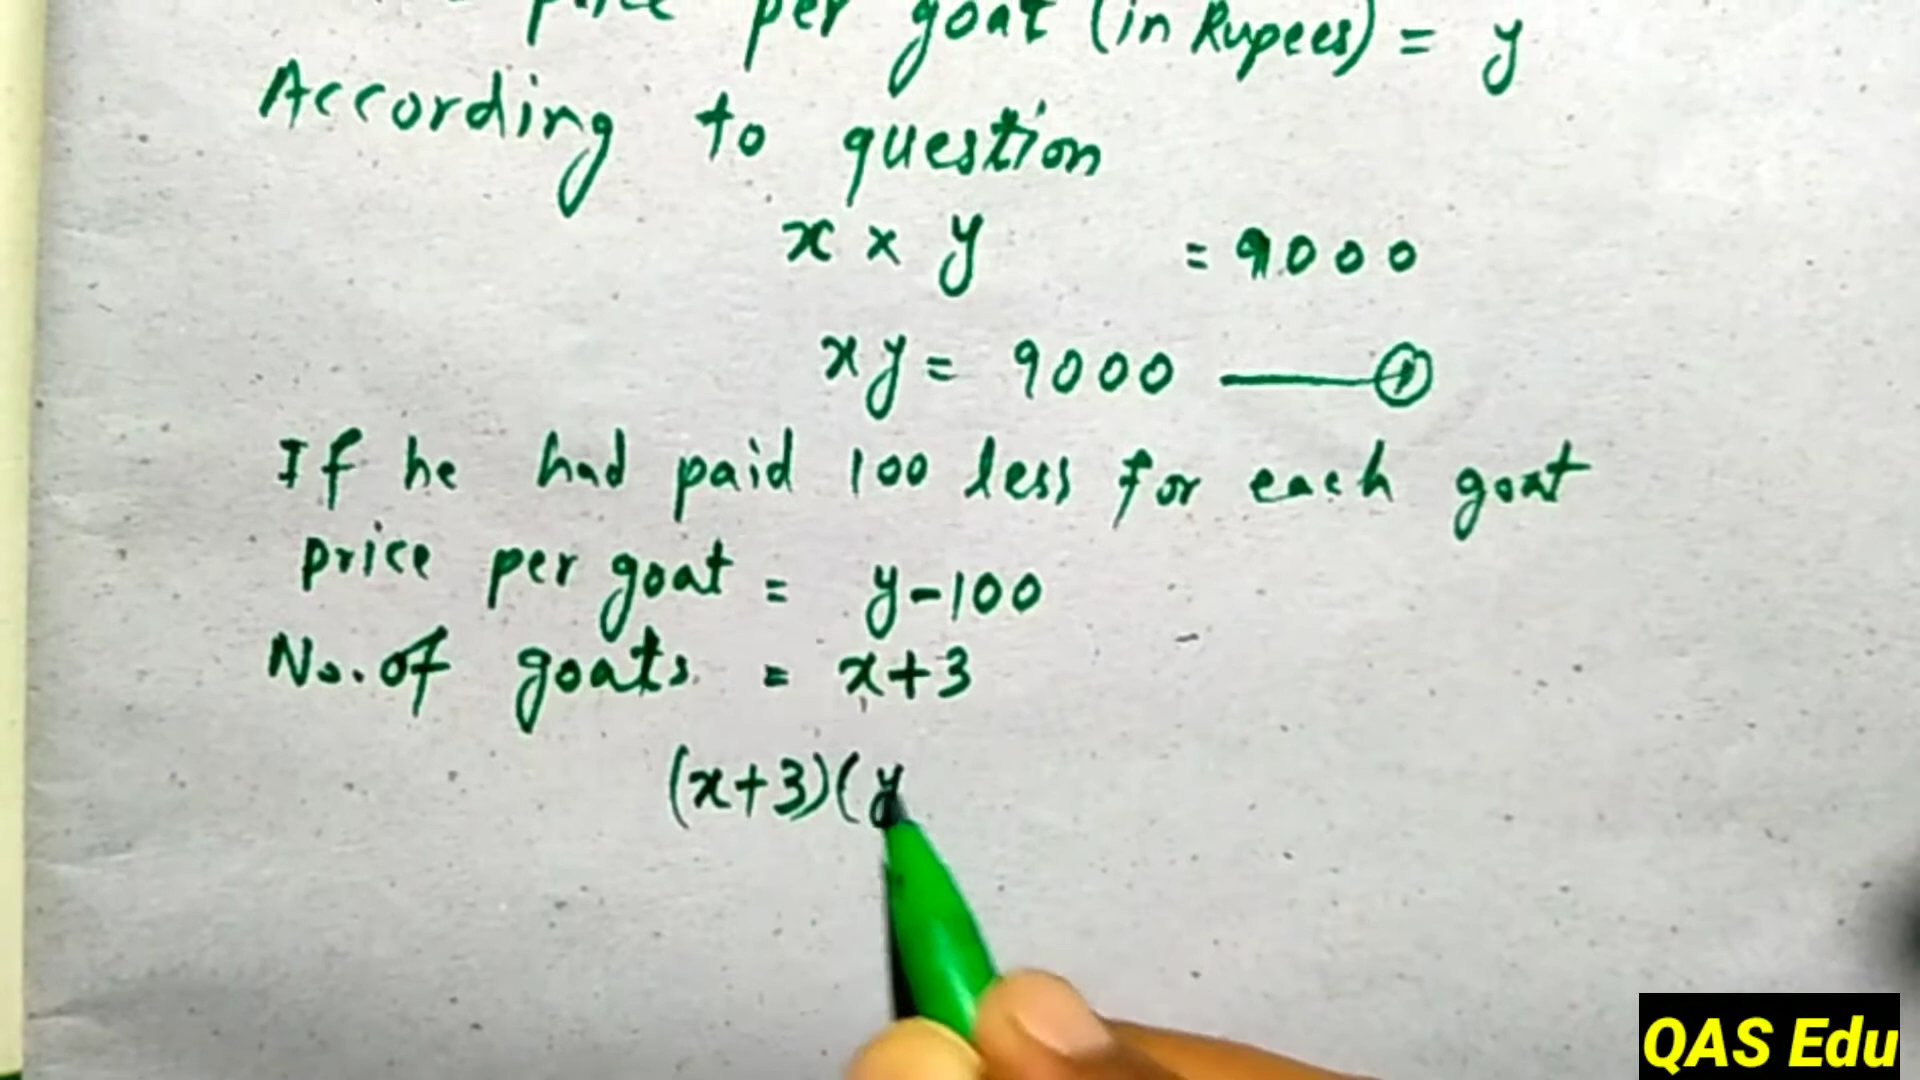 price per goat (in Rupees) = y
According to question
x × y = 9000
xy = 9000 —— ①
If he had paid 100 less for each goat
price per goat = y-100
No. of goats = x+3
(x+3)(y
QAS Edu